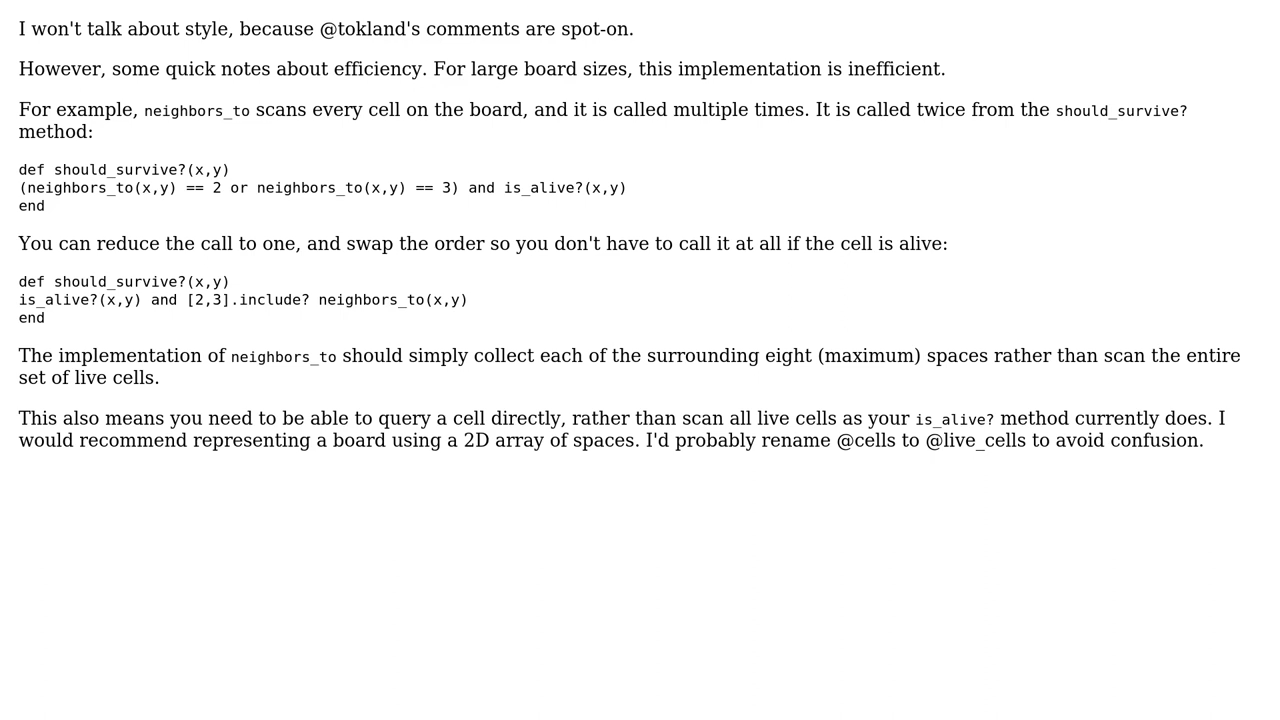 I won't talk about style, because @tokland's comments are spot-on.
However, some quick notes about efficiency. For large board sizes, this implementation is inefficient.
For example, neighbors_to scans every cell on the board, and it is called multiple times. It is called twice from the should_survive?
method:
def should_survive?(x,y)
(neighbors_to(x,y) == 2 or neighbors_to(x,y) == 3) and is_alive?(x,y)
end
You can reduce the call to one, and swap the order so you don't have to call it at all if the cell is alive:
def should_survive?(x,y)
is_alive?(x,y) and [2,3].include? neighbors_to(x,y)
end
The implementation of neighbors_to should simply collect each of the surrounding eight (maximum) spaces rather than scan the entire
set of live cells.
This also means you need to be able to query a cell directly, rather than scan all live cells as your is_alive? method currently does. I
would recommend representing a board using a 2D array of spaces. I'd probably rename @cells to @live_cells to avoid confusion.